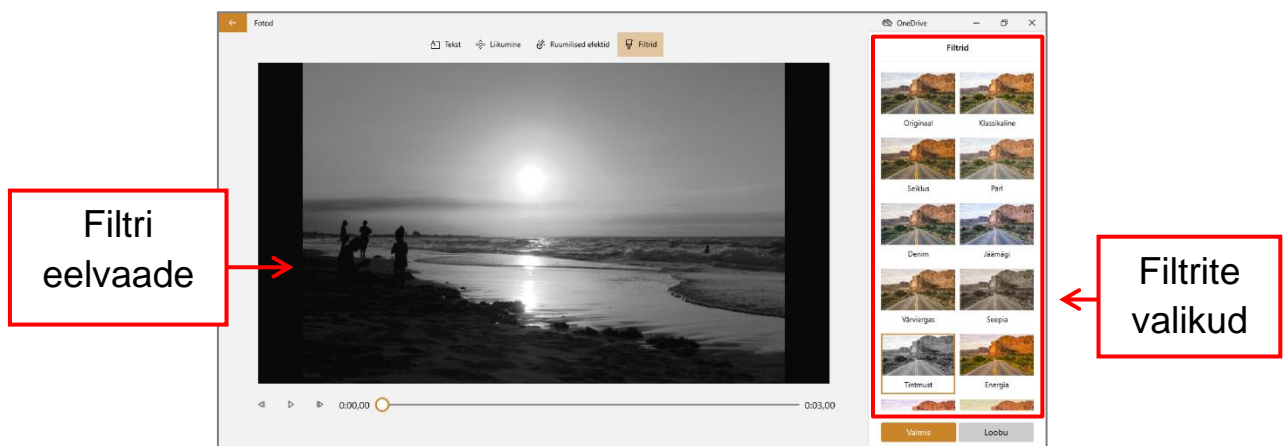 Fotod
OneDrive
Tekst
Liikumine
Ruumilised efektid
Filtrid
Filtri
eelvaade
0:00,00
0:03,00
Filtrid
Originaal
Klassikaline
Seiklus
Pärl
Denim
Jäämägi
Värviergas
Seepia
Tintmust
Energia
Valmis
Loobu
Filtrite
valikud